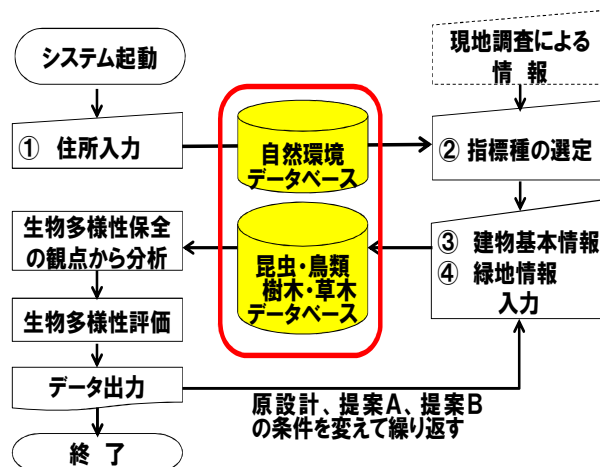 システム起動
① 住所入力
自然環境
データベース
現地調査による
情 報
② 指標種の選定
③ 建物基本情報
④ 緑地情報
入力
昆虫・鳥類
樹木・草木
データベース
生物多様性保全
の観点から分析
生物多様性評価
データ出力
終 了
原設計、提案A、提案B
の条件を変えて繰り返す